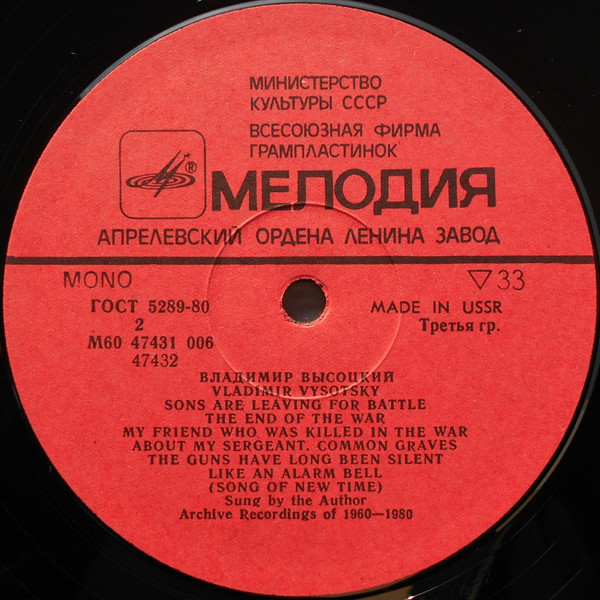 МИНИСТЕРСТВО
КУЛЬТУРЫ СССР
ВСЕСОЮЗНАЯ ФИРМА
ГРАМПЛАСТИНОК
®
МЕЛОДИЯ
АПРЕЛЕВСКИЙ ОРДЕНА ЛЕНИНА ЗАВОД
MONO
▽33
ГОСТ 5289-80
MADE IN USSR
2
Третья гр.
М60 47431 006
47432
ВЛАДИМИР ВЫСОЦКИЙ
VLADIMIR VYSOTSKY
SONS ARE LEAVING FOR BATTLE
THE END OF THE WAR
MY FRIEND WHO WAS KILLED IN THE WAR
ABOUT MY SERGEANT. COMMON GRAVES
THE GUNS HAVE LONG BEEN SILENT
LIKE AN ALARM BELL
(SONG OF NEW TIME)
Sung by the Author
Archive Recordings of 1960—1980